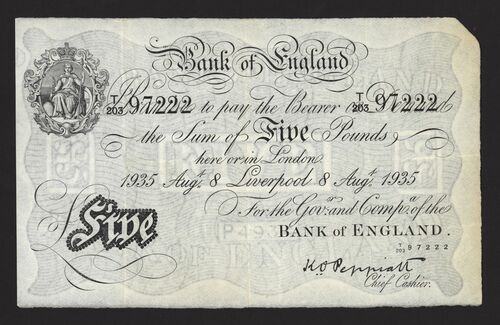 Bank of England
T/203 97222 to pay the Bearer T/203 97222
the Sum of Five Pounds
here or in London
1935 Augt. 8 Liverpool 8 Augt. 1935
For the Govr. and Compa. of the
Five
BANK OF ENGLAND.
T/203 97222
K O Peppiatt
Chief Cashier.